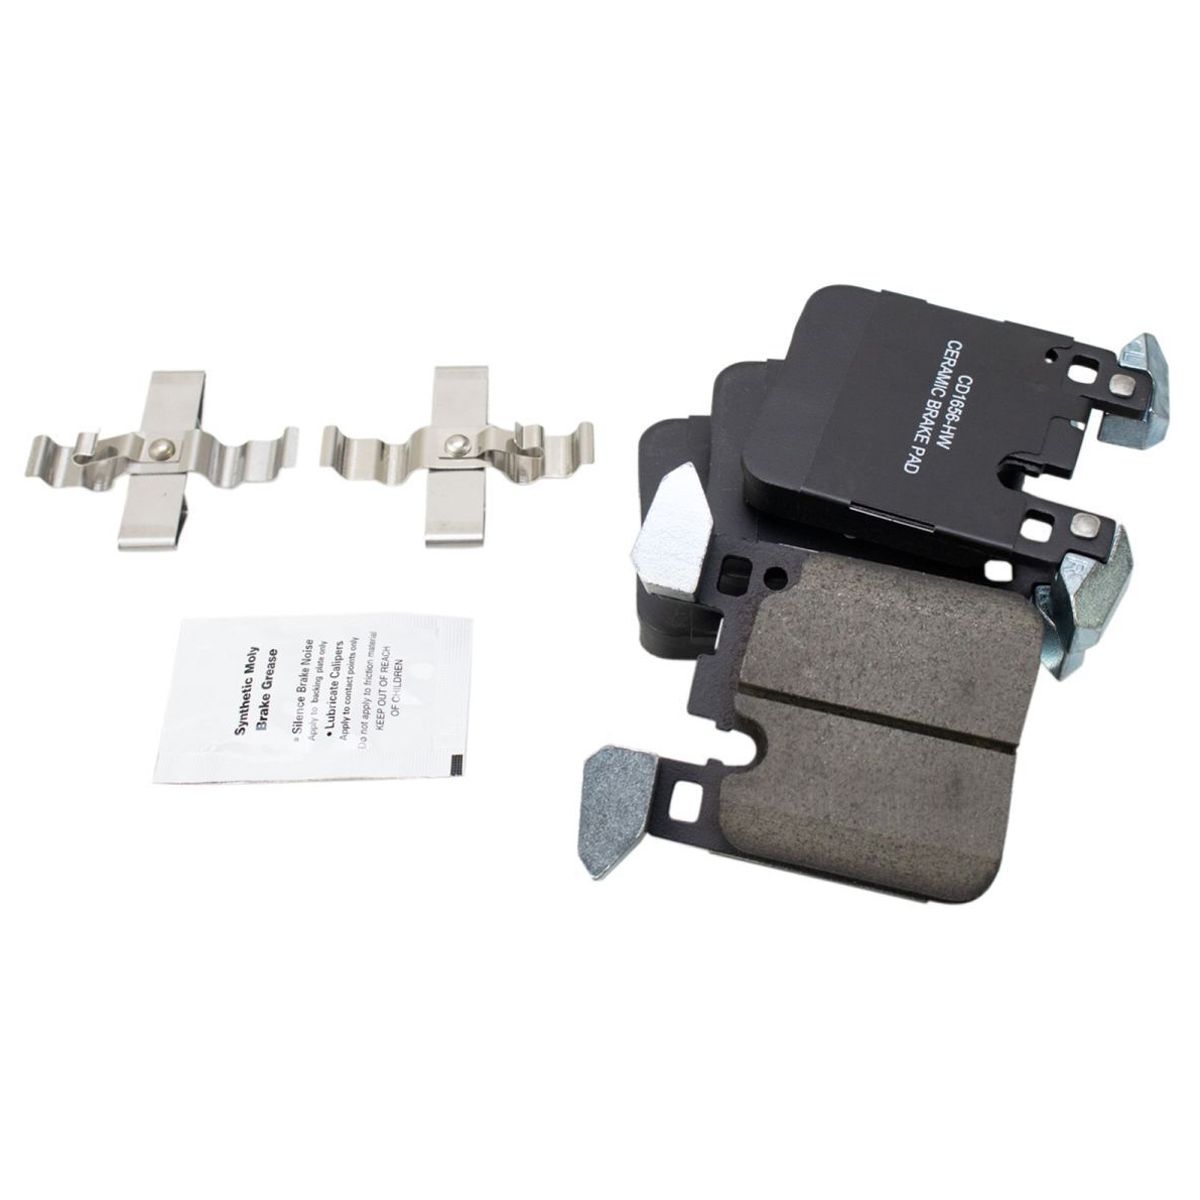 CD1656-HW
CERAMIC BRAKE PAD
Synthetic Moly
Brake Grease
• Silence Brake Noise
Apply to backing plate only
• Lubricate Calipers
Apply to contact points only
Do not apply to friction material
KEEP OUT OF REACH
OF CHILDREN